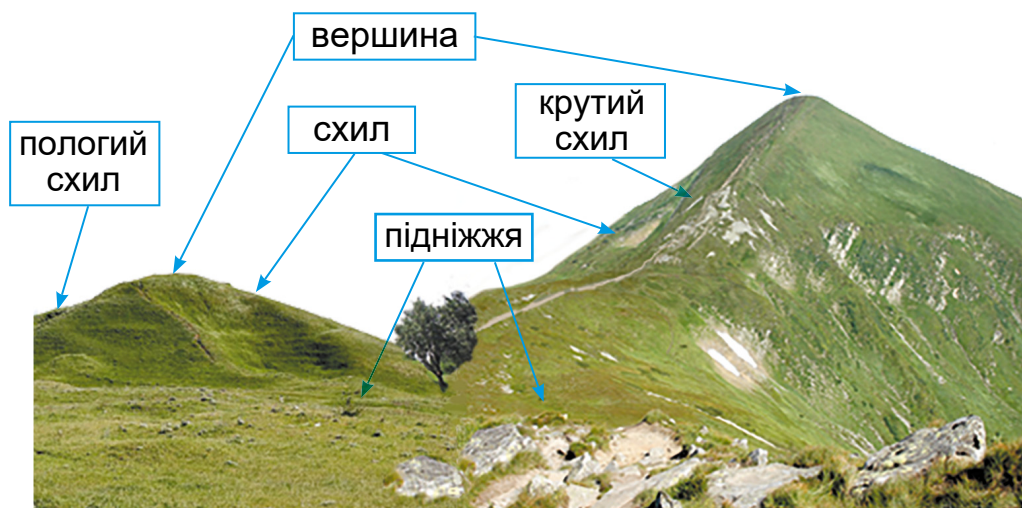 вершина
крутий
схил
схил
пологий
схил
підніжжя